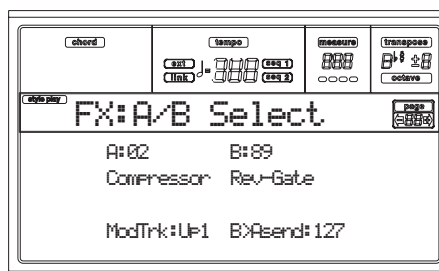 chord tempo measure transpose
ext seq 1
link seq 2
octave
style play FX:A/B Select page
A:02 B:89
Compressor Rev-Gate
ModTrk:Up1 B>Asend:127